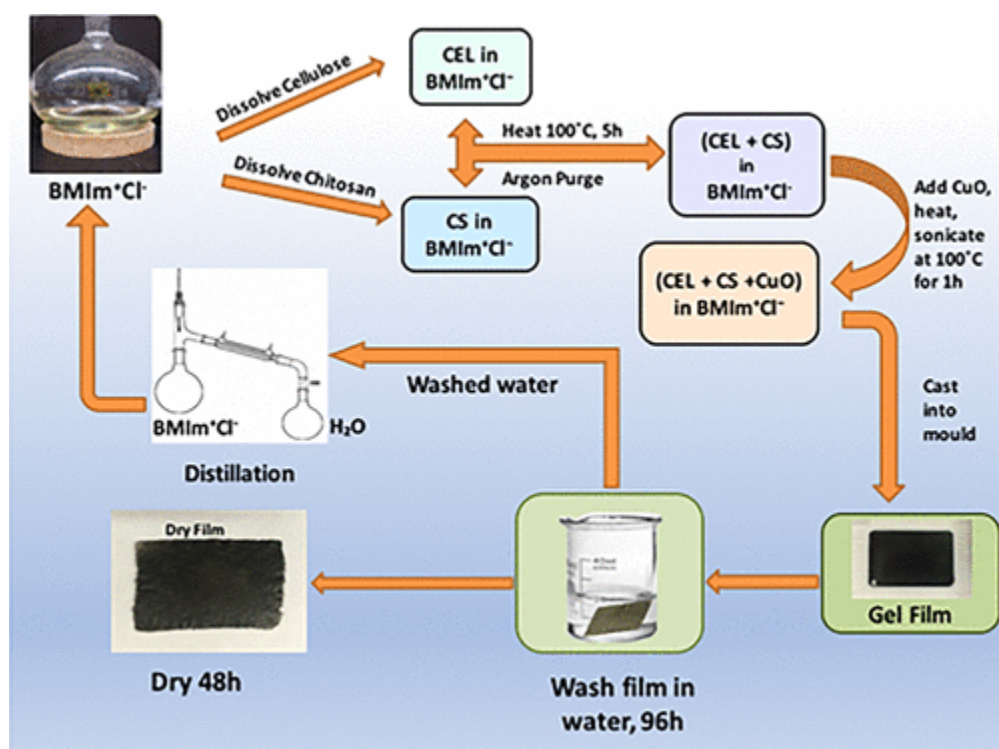 BMIm⁺Cl⁻
Dissolve Cellulose
Dissolve Chitosan
CEL in
BMIm⁺Cl⁻
CS in
BMIm⁺Cl⁻
Heat 100˚C, 5h
Argon Purge
(CEL + CS)
in
BMIm⁺Cl⁻
Add CuO,
heat,
sonicate
at 100˚C
for 1h
(CEL + CS +CuO)
in BMIm⁺Cl⁻
Cast
into
mould
Gel Film
Wash film in
water, 96h
Washed water
BMIm⁺Cl⁻
H₂O
Distillation
Dry Film
Dry 48h